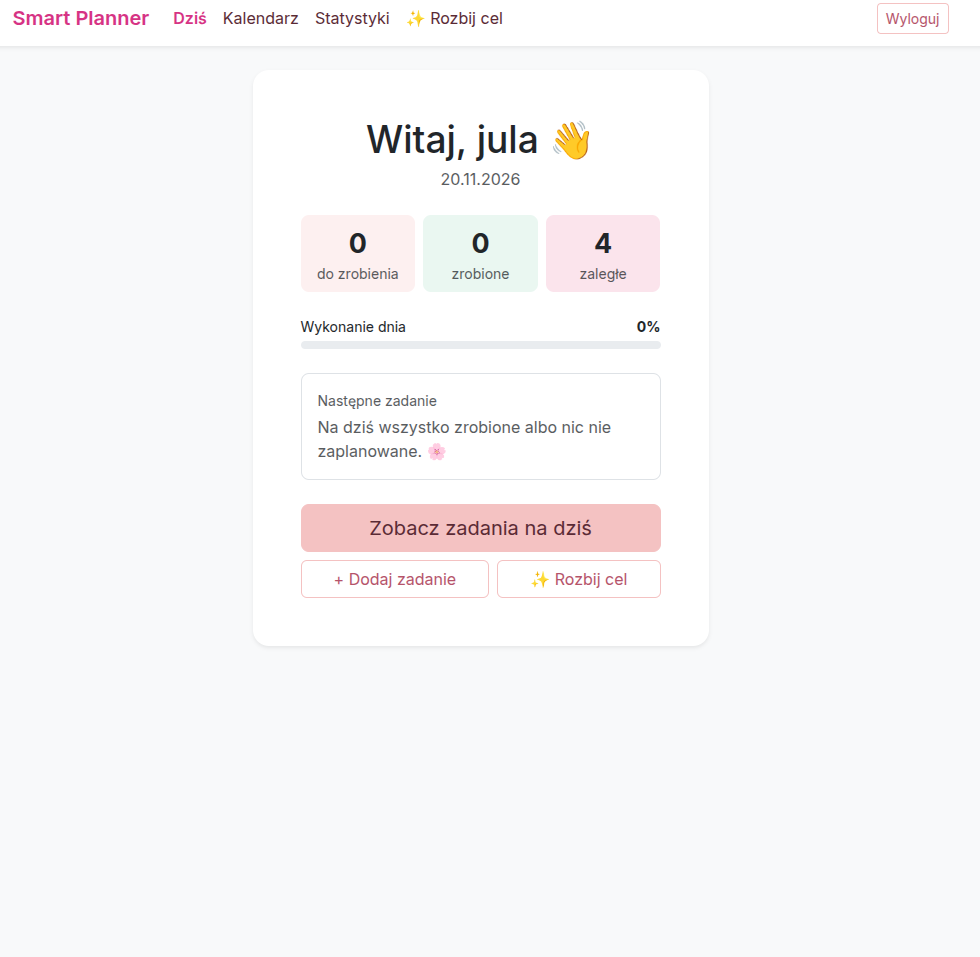 Smart Planner Dziś Kalendarz Statystyki ✨ Rozbij cel Wyloguj
Witaj, jula 👋
20.11.2026
0 0 4
do zrobienia zrobione zaległe
Wykonanie dnia 0%
Następne zadanie
Na dziś wszystko zrobione albo nic nie
zaplanowane. 🌸
Zobacz zadania na dziś
+ Dodaj zadanie ✨ Rozbij cel